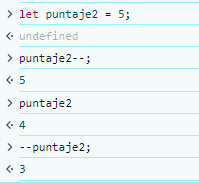 > let puntaje2 = 5;
<· undefined
> puntaje2--;
<· 5
> puntaje2
<· 4
> --puntaje2;
<· 3